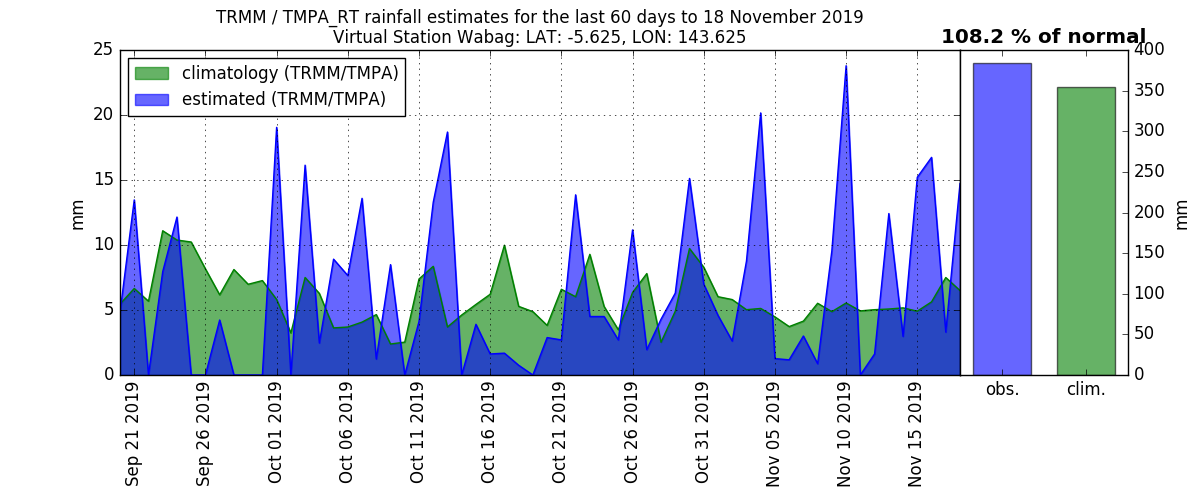 TRMM / TMPA_RT rainfall estimates for the last 60 days to 18 November 2019
Virtual Station Wabag: LAT: -5.625, LON: 143.625
108.2 % of normal
climatology (TRMM/TMPA)
estimated (TRMM/TMPA)
25
20
15
10
5
0
mm
Sep 21 2019
Sep 26 2019
Oct 01 2019
Oct 06 2019
Oct 11 2019
Oct 16 2019
Oct 21 2019
Oct 26 2019
Oct 31 2019
Nov 05 2019
Nov 10 2019
Nov 15 2019
obs.
clim.
400
350
300
250
200
150
100
50
0
mm